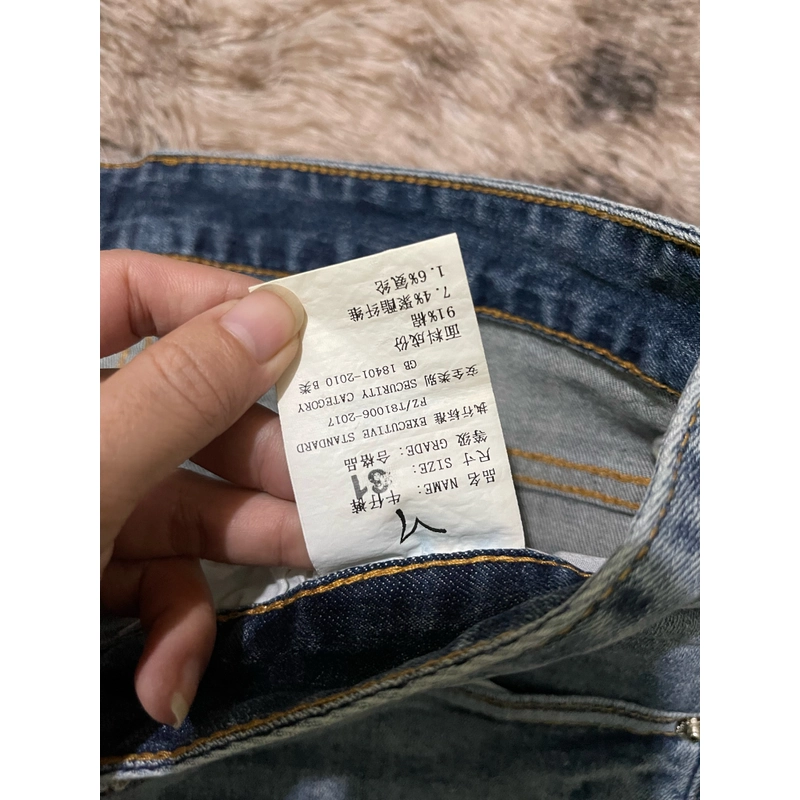 品名 NAME: 牛仔裤
尺寸 SIZE: 31
等级 GRADE: 合格品
执行标准 EXECUTIVE STANDARD
FZ/T81006-2017
安全类别 SECURITY CATEGORY
GB 18401-2010 B类
面料成份
91%棉
7.4%聚酯纤维
1.6%氨纶